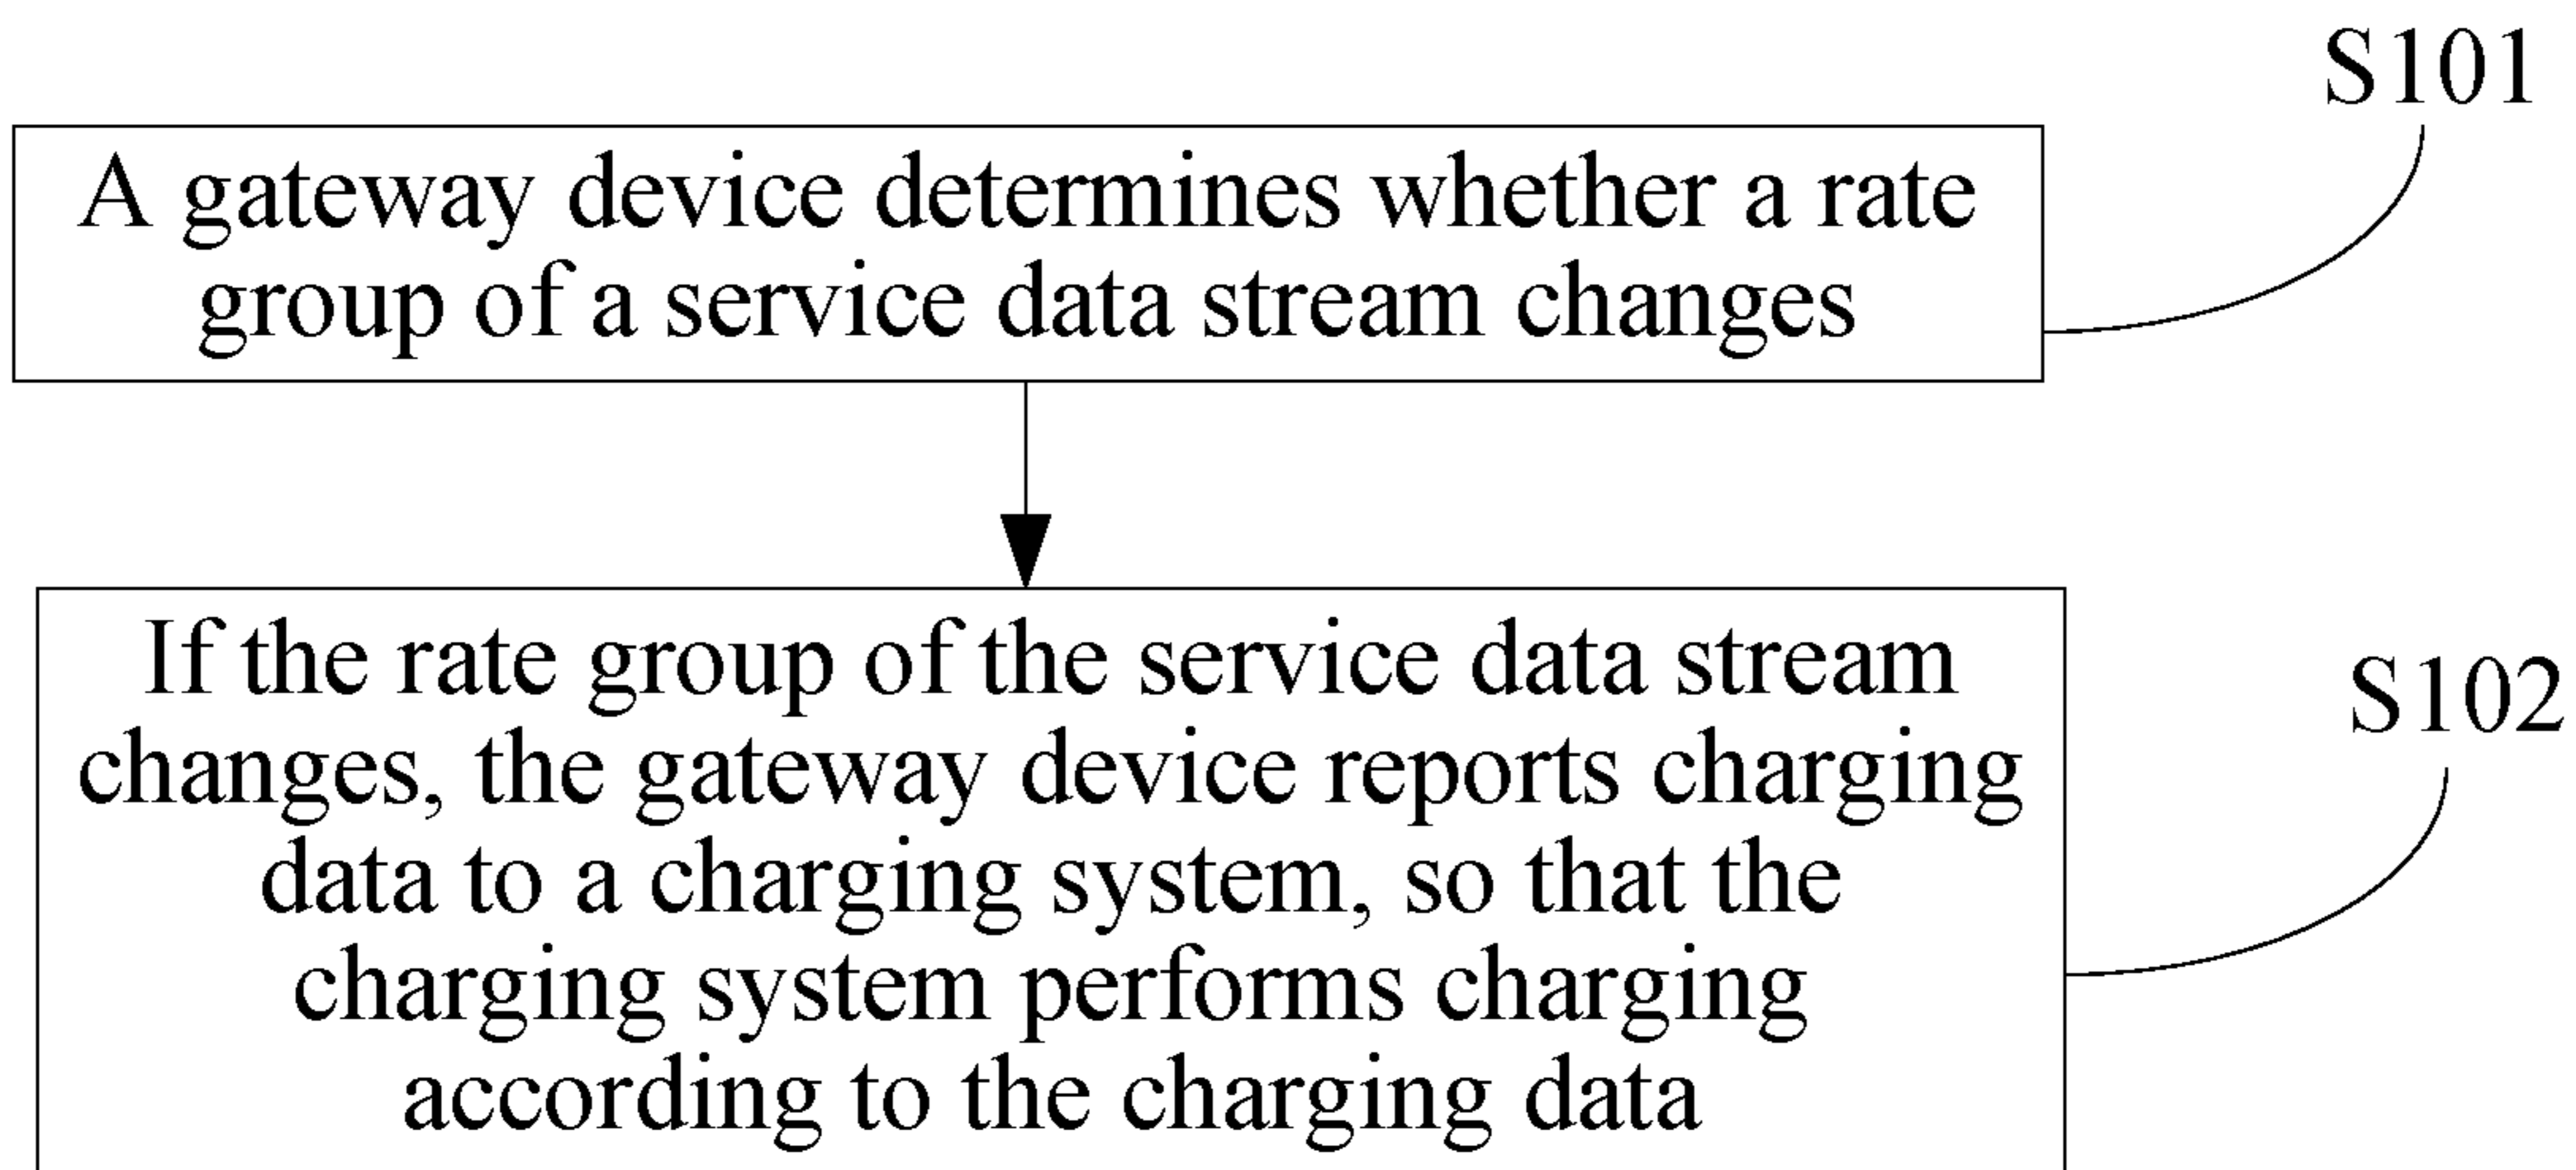 S101
A gateway device determines whether a rate
group of a service data stream changes
If the rate group of the service data stream
changes, the gateway device reports charging
data to a charging system, so that the
charging system performs charging
according to the charging data
S102